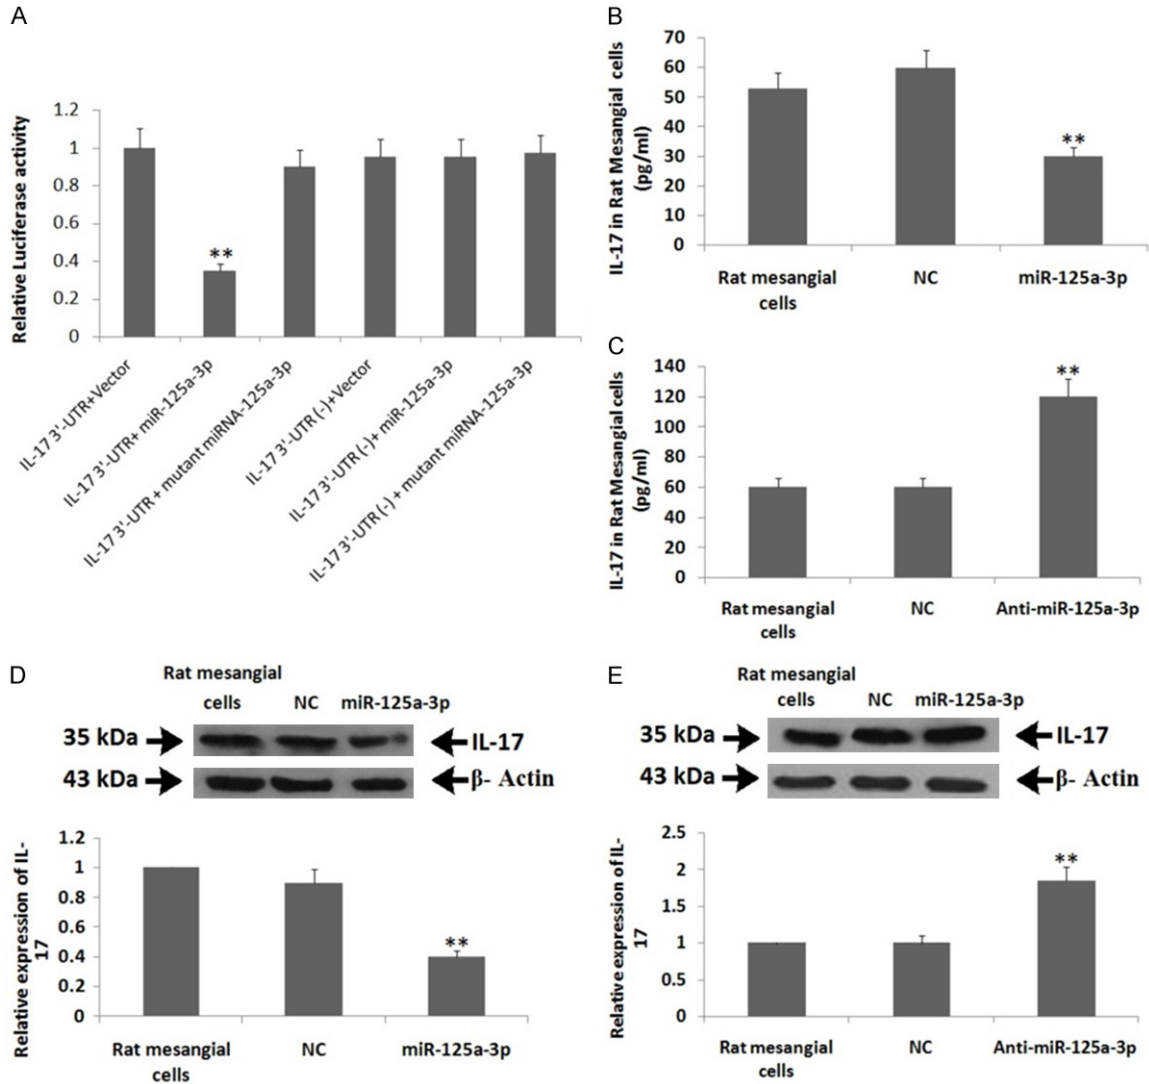 A
Relative Luciferase activity
1.2
1
0.8
0.6
0.4
0.2
0
**
IL-17 3'-UTR+Vector
IL-17 3'-UTR+ miR-125a-3p
IL-17 3'-UTR + mutant miRNA-125a-3p
IL-17 3'-UTR (-)+Vector
IL-17 3'-UTR (-)+ miR-125a-3p
IL-17 3'-UTR (-) + mutant miRNA-125a-3p
B
IL-17 in Rat Mesangial cells
(pg/ml)
70
60
50
40
30
20
10
0
**
Rat mesangial
cells
NC
miR-125a-3p
C
IL-17 in Rat Mesangial cells
(pg/ml)
140
120
100
80
60
40
20
0
**
Rat mesangial
cells
NC
Anti-miR-125a-3p
D
Rat mesangial
cells NC miR-125a-3p
35 kDa IL-17
43 kDa β- Actin
Relative expression of IL-
17
1.2
1
0.8
0.6
0.4
0.2
0
**
Rat mesangial
cells
NC
miR-125a-3p
E
Rat mesangial
cells NC miR-125a-3p
35 kDa IL-17
43 kDa β- Actin
Relative expression of IL-
17
2.5
2
1.5
1
0.5
0
**
Rat mesangial
cells
NC
Anti-miR-125a-3p